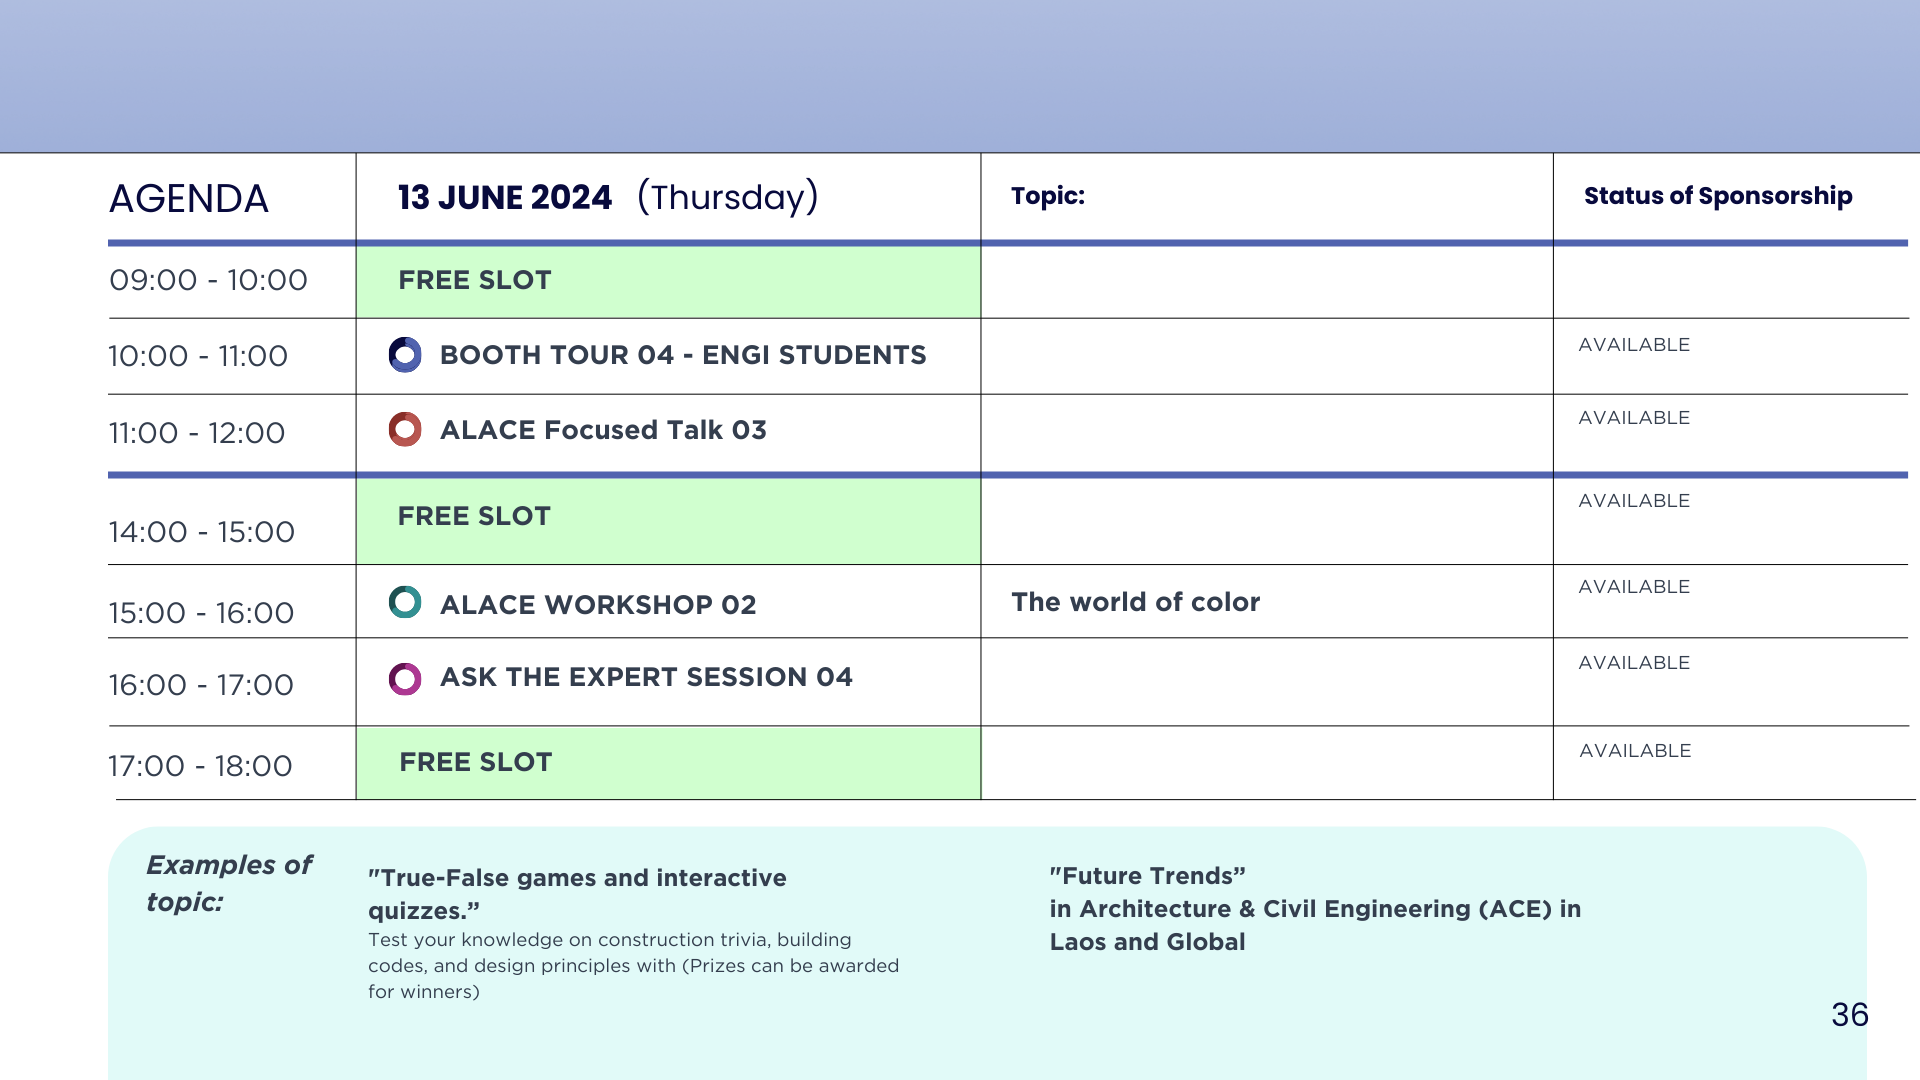 AGENDA
13 JUNE 2024 (Thursday)
Topic:
Status of Sponsorship
09:00 - 10:00
FREE SLOT
10:00 - 11:00
BOOTH TOUR 04 - ENGI STUDENTS
AVAILABLE
11:00 - 12:00
ALACE Focused Talk 03
AVAILABLE
14:00 - 15:00
FREE SLOT
AVAILABLE
15:00 - 16:00
ALACE WORKSHOP 02
The world of color
AVAILABLE
16:00 - 17:00
ASK THE EXPERT SESSION 04
AVAILABLE
17:00 - 18:00
FREE SLOT
AVAILABLE
Examples of
topic:
"True-False games and interactive
quizzes.”
Test your knowledge on construction trivia, building
codes, and design principles with (Prizes can be awarded
for winners)
"Future Trends”
in Architecture & Civil Engineering (ACE) in
Laos and Global
36